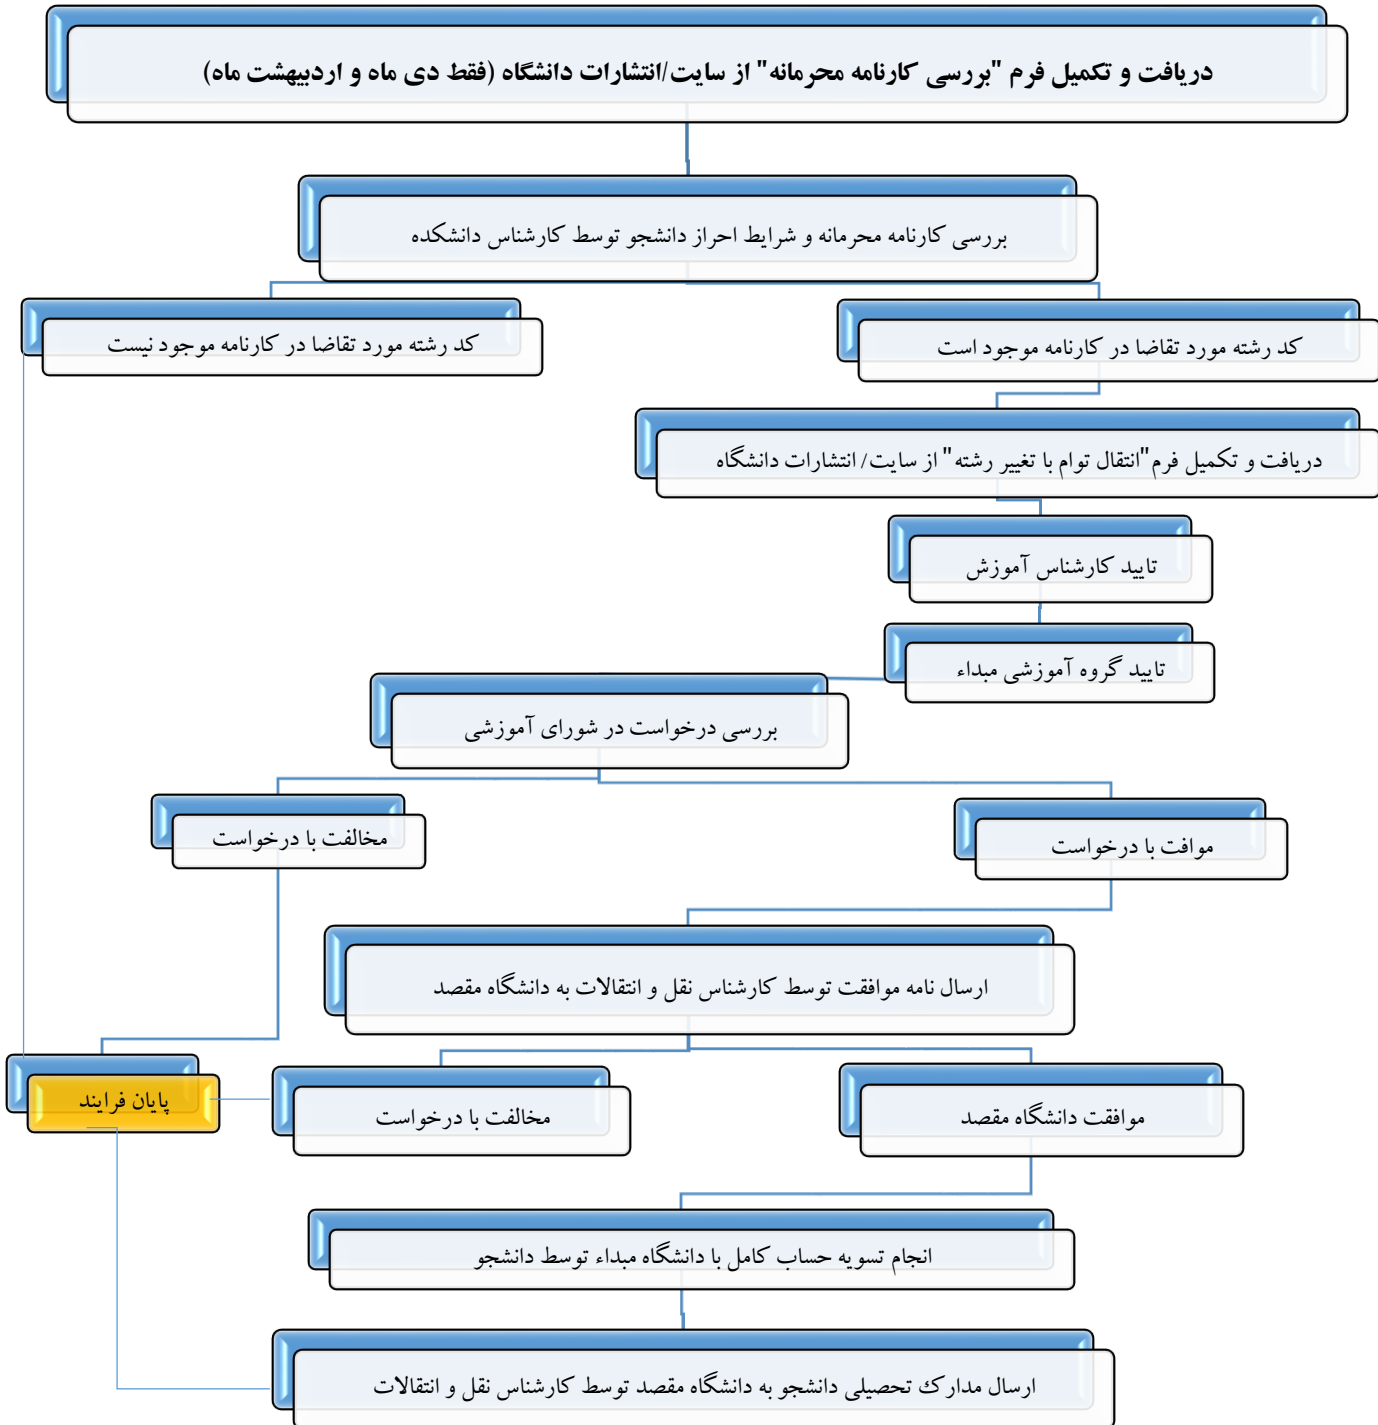 دریافت و تکمیل فرم "بررسی کارنامه محرمانه" از سایت/انتشارات دانشگاه (فقط دی ماه و اردیبهشت ماه)
بررسی کارنامه محرمانه و شرایط احراز دانشجو توسط کارشناس دانشکده
کد رشته مورد تقاضا در کارنامه موجود است
کد رشته مورد تقاضا در کارنامه موجود نیست
دریافت و تکمیل فرم"انتقال توام با تغییر رشته" از سایت/ انتشارات دانشگاه
تایید کارشناس آموزش
تایید گروه آموزشی مبداء
بررسی درخواست در شورای آموزشی
موافت با درخواست
مخالفت با درخواست
ارسال نامه موافقت توسط کارشناس نقل و انتقالات به دانشگاه مقصد
موافقت دانشگاه مقصد
مخالفت با درخواست
پایان فرایند
انجام تسویه حساب کامل با دانشگاه مبداء توسط دانشجو
ارسال مدارک تحصیلی دانشجو به دانشگاه مقصد توسط کارشناس نقل و انتقالات